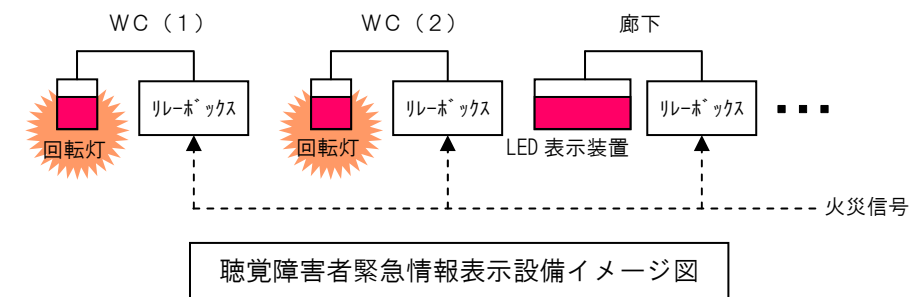 WC(1)
WC(2)
廊下
ﾘﾚｰﾎﾞｯｸｽ
ﾘﾚｰﾎﾞｯｸｽ
ﾘﾚｰﾎﾞｯｸｽ
回転灯
回転灯
LED 表示装置
火災信号
聴覚障害者緊急情報表示設備イメージ図